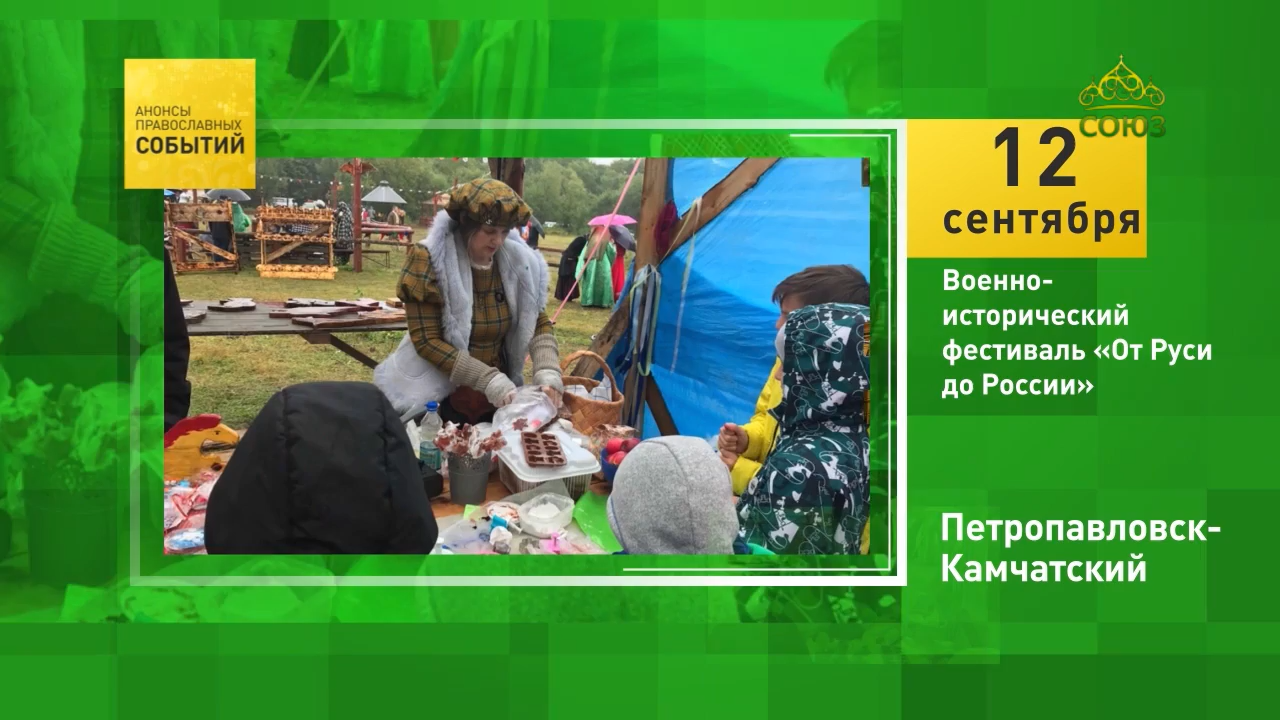 АНОНСЫ
ПРАВОСЛАВНЫХ
СОБЫТИЙ
СОЮЗ
12
сентября
Военно-
исторический
фестиваль «От Руси
до России»
Петропавловск-
Камчатский